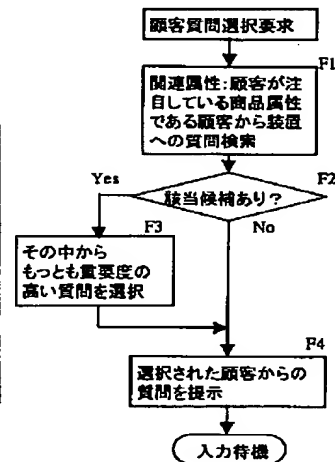 顧客質問選択要求
F1
関連属性：顧客が注
目している商品属性
である顧客から装置
への質問検索
F2
該当候補あり？
Yes
No
F3
その中から
もっとも重要度の
高い質問を選択
F4
選択された顧客からの
質問を提示
入力待機